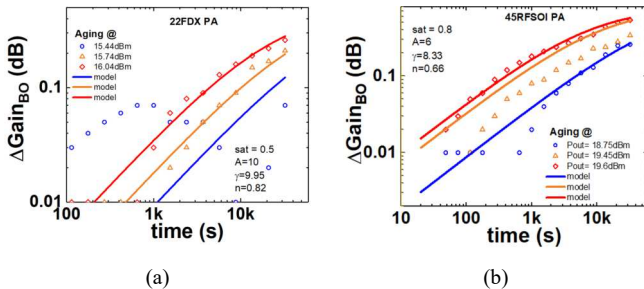 22FDX PA
Aging @
15.44dBm
15.74dBm
16.04dBm
model
model
model
sat = 0.5
A=10
γ=9.95
n=0.82
ΔGain_BO (dB)
0.1
0.01
100
1k
10k
time (s)
(a)
45RFSOI PA
sat = 0.8
A=6
γ=8.33
n=0.66
Aging @
Pout= 18.75dBm
Pout= 19.45dBm
Pout= 19.6dBm
model
model
model
ΔGain_BO (dB)
0.1
0.01
10
100
1k
10k
time (s)
(b)